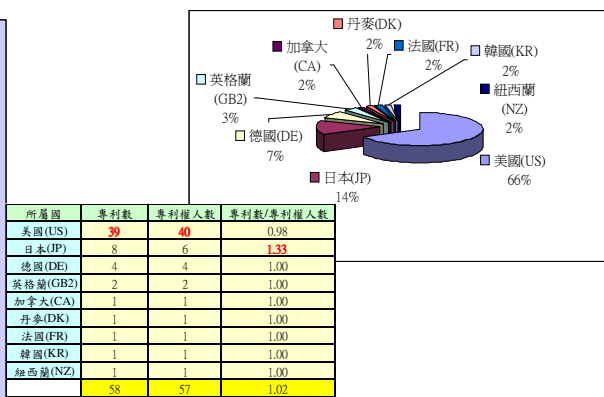 丹麥(DK)
2%
加拿大
(CA)
2%
法國(FR)
2%
韓國(KR)
2%
英格蘭
(GB2)
3%
紐西蘭
(NZ)
2%
德國(DE)
7%
日本(JP)
14%
美國(US)
66%
所屬國 專利數 專利權人數 專利數/專利權人數
美國(US) 39 40 0.98
日本(JP) 8 6 1.33
德國(DE) 4 4 1.00
英格蘭(GB2) 2 2 1.00
加拿大(CA) 1 1 1.00
丹麥(DK) 1 1 1.00
法國(FR) 1 1 1.00
韓國(KR) 1 1 1.00
紐西蘭(NZ) 1 1 1.00
58 57 1.02